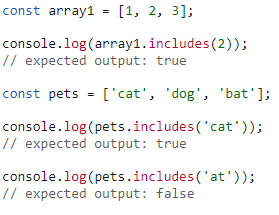 const array1 = [1, 2, 3];
console.log(array1.includes(2));
// expected output: true
const pets = ['cat', 'dog', 'bat'];
console.log(pets.includes('cat'));
// expected output: true
console.log(pets.includes('at'));
// expected output: false